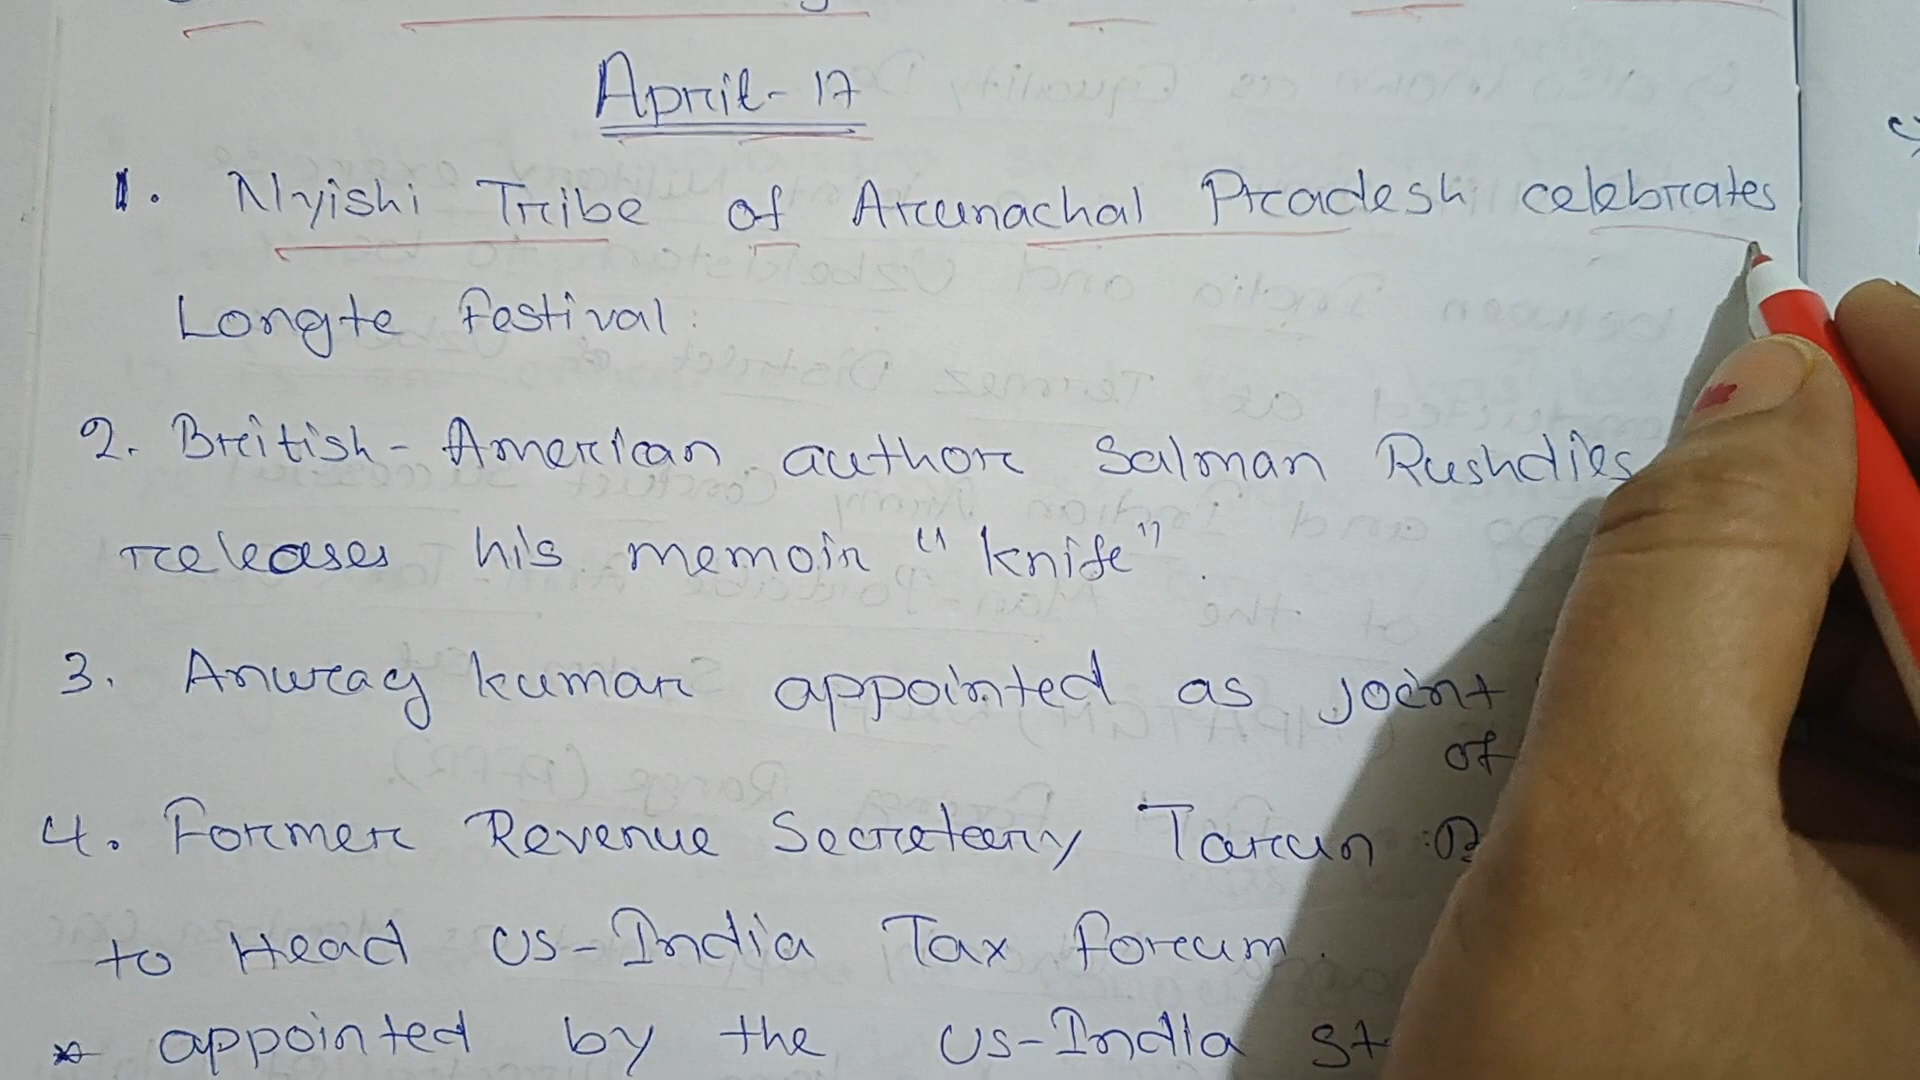 April-17
1. Nyishi Tribe of Arunachal Pradesh celebrates
Longte festival.
2. British-American author Salman Rushdies
releases his memoir "knife".
3. Anurag kumar appointed as joint
of
4. Former Revenue Secretary Tarun
to Head US-India Tax forum.
* appointed by the US-India